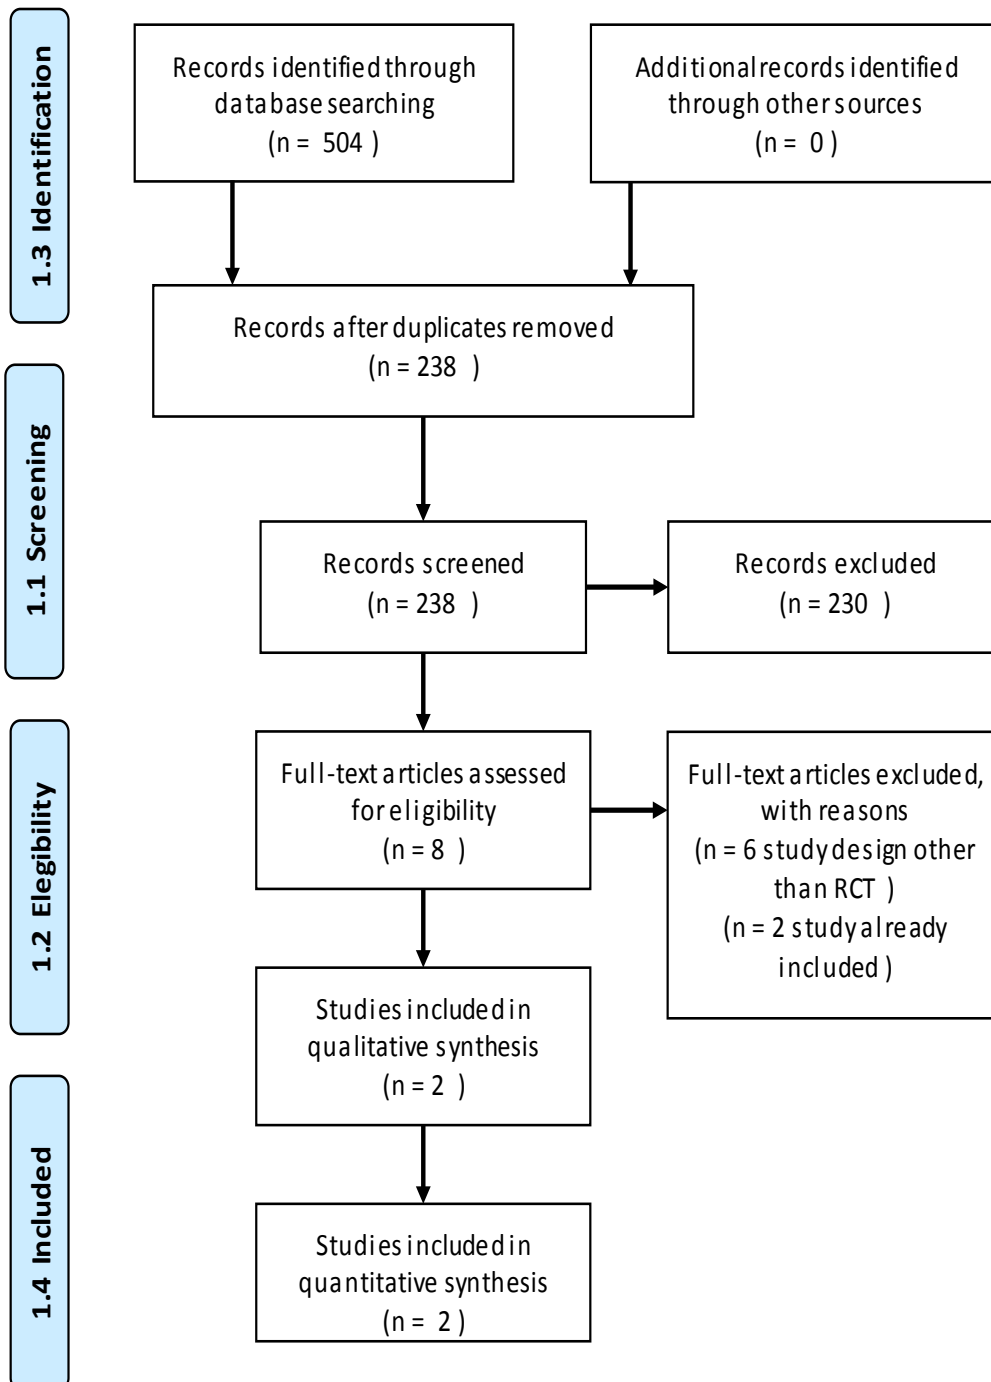 1.3 Identification
Records identified through
database searching
(n = 504 )
Additional records identified
through other sources
(n = 0 )
Records after duplicates removed
(n = 238 )
1.1 Screening
Records screened
(n = 238 )
Records excluded
(n = 230 )
1.2 Elegibility
Full-text articles assessed
for eligibility
(n = 8 )
Full-text articles excluded,
with reasons
(n = 6 study design other
than RCT )
(n = 2 study already
included )
Studies included in
qualitative synthesis
(n = 2 )
1.4 Included
Studies included in
quantitative synthesis
(n = 2 )